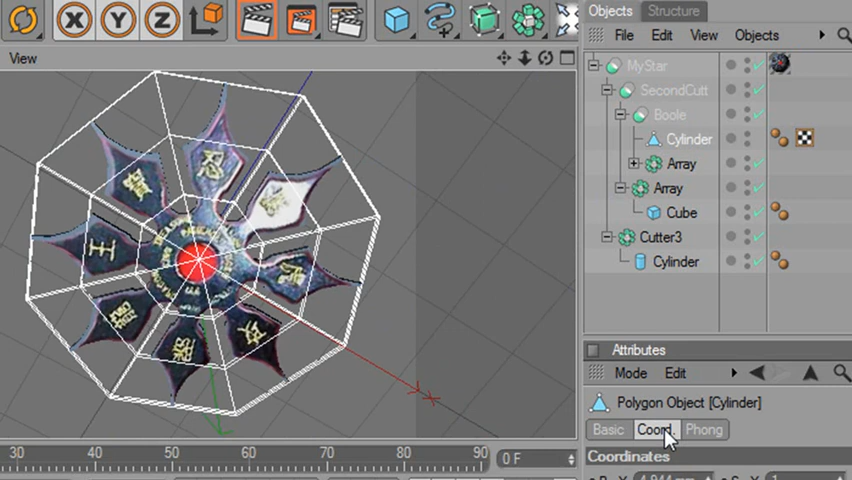 X Y Z
Objects Structure
File Edit View Objects
View
MyStar
SecondCutt
Boole
Cylinder
Array
Array
Cube
Cutter3
Cylinder
Attributes
Mode Edit
Polygon Object [Cylinder]
Basic Coord. Phong
Coordinates
30 40 50 60 70 80 90 0 F